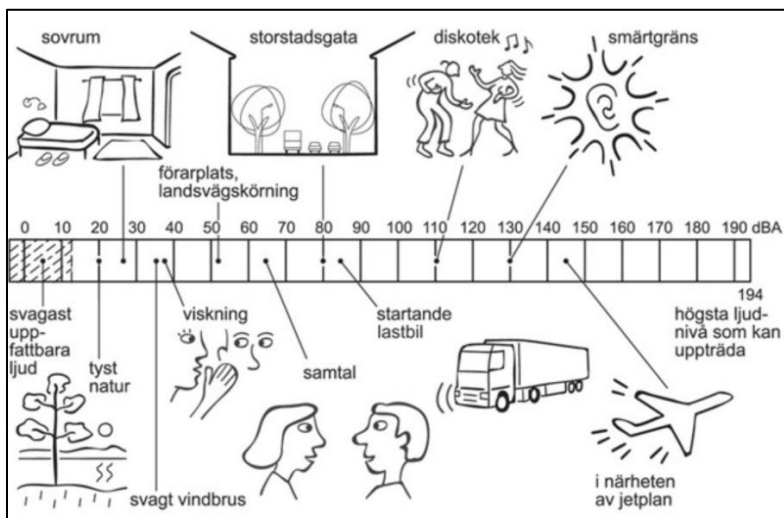 sovrum
storstadsgata
diskotek
smärtgräns
förarplats,
landsvägskörning
0 10 20 30 40 50 60 70 80 90 100 110 120 130 140 150 160 170 180 190 dBA
194
svagast
upp-
fattbara
ljud
tyst
natur
viskning
samtal
startande
lastbil
högsta ljud-
nivå som kan
uppträda
svagt vindbrus
i närheten
av jetplan